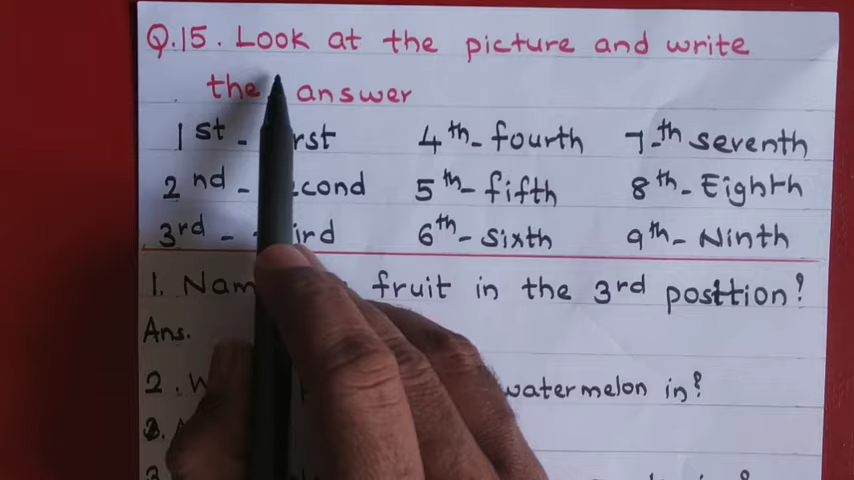 Q.15. Look at the picture and write
the answer
1st - rst 4th - fourth 7th seventh
2nd - cond 5th - fifth 8th - Eighth
3rd - ird 6th - sixth 9th - Ninth
1. Nam fruit in the 3rd posttion?
Ans.
2. W watermelon in?